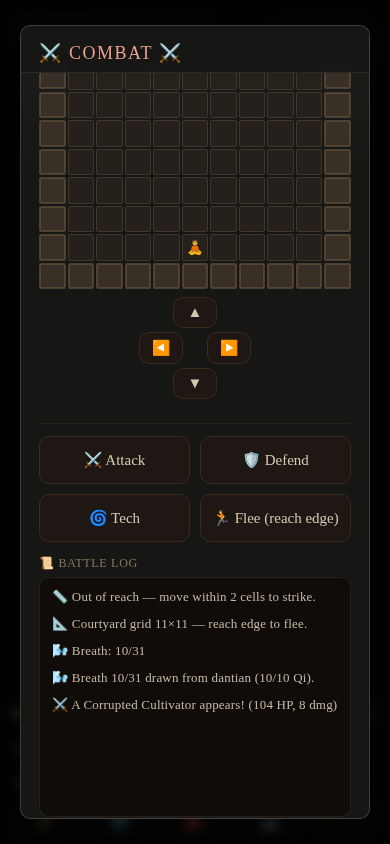 ⚔️ COMBAT ⚔️
▲
◀️ ▶️
▼
⚔️ Attack
🛡️ Defend
🌀 Tech
🏃 Flee (reach edge)
📜 BATTLE LOG
📏 Out of reach — move within 2 cells to strike.
📐 Courtyard grid 11×11 — reach edge to flee.
🌬️ Breath: 10/31
🌬️ Breath 10/31 drawn from dantian (10/10 Qi).
⚔️ A Corrupted Cultivator appears! (104 HP, 8 dmg)